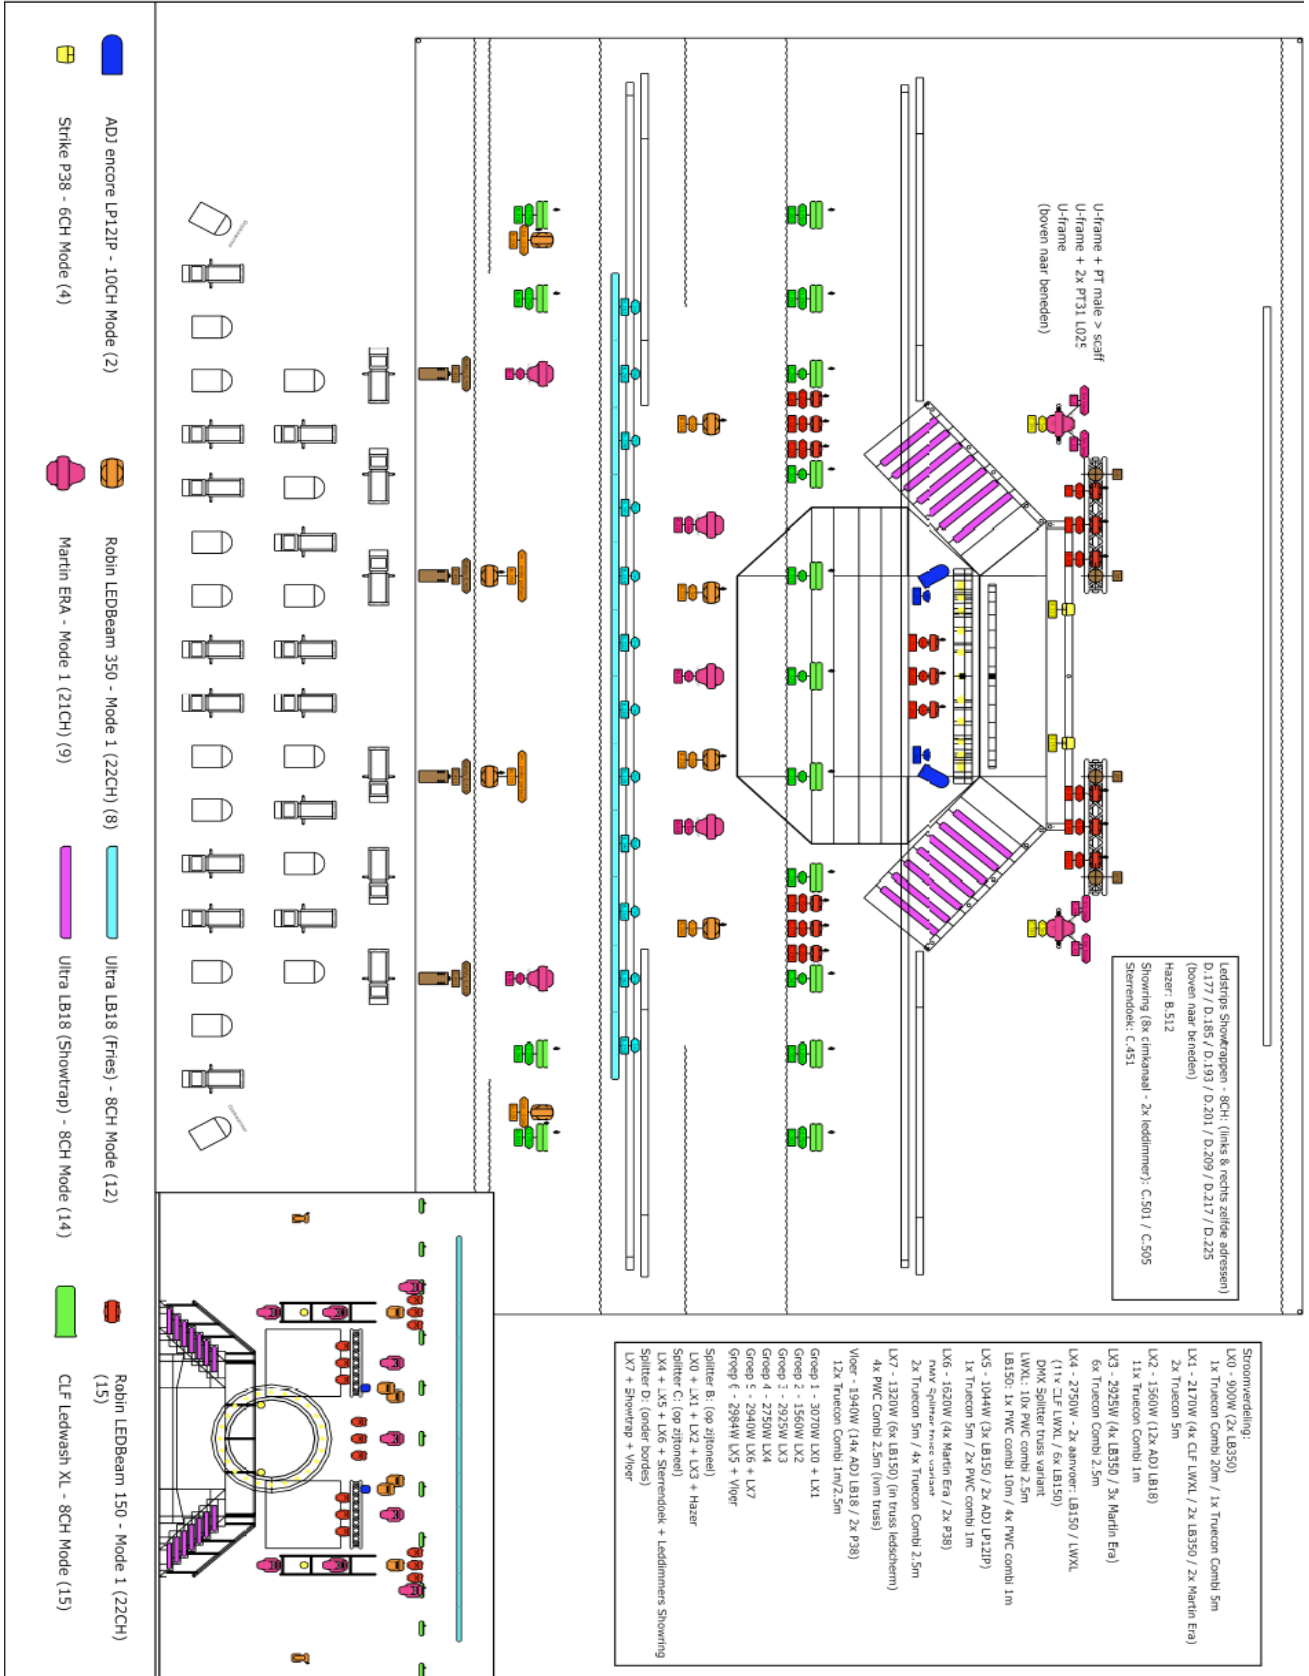 U-frame + PT male > scaff
U-frame + 2x PT31 L025
U-frame
(boven naar beneden)
Ledstrips Showtrappen - 8CH: (links & rechts zelfde adressen)
D.177 / D.185 / D.193 / D.201 / D.209 / D.217 / D.225
(boven naar beneden)
Hazer: B.512
Showring (8x dimkanaal - 2x leddimmer): C.501 / C.505
Sterrendoek: C.451
Stroomverdeling:
LX0 - 900W (2x LB350)
1x Truecon Combi 20m / 1x Truecon Combi 5m
LX1 - 2170W (4x CLF LWXL / 2x LB350 / 2x Martin Era)
2x Truecon 5m
LX2 - 1560W (12x ADJ LB18)
11x Truecon Combi 1m
LX3 - 2925W (4x LB350 / 3x Martin Era)
6x Truecon Combi 2.5m
LX4 - 2750W - 2x aanvoer: LB150 / LWXL
(11x CLF LWXL / 6x LB150)
DMX Splitter truss variant
LWXL: 10x PWC combi 2.5m
LB150: 1x PWC combi 10m / 4x PWC combi 1m
LX5 - 1044W (3x LB150 / 2x ADJ LP12IP)
1x Truecon 5m / 2x PWC combi 1m
LX6 - 1620W (4x Martin Era / 2x P38)
DMX Splitter truss variant
2x Truecon 5m / 4x Truecon Combi 2.5m
LX7 - 1320W (6x LB150) (in truss ledscherm)
4x PWC Combi 2.5m (ivm truss)
Vloer - 1940W (14x ADJ LB18 / 2x P38)
12x Truecon Combi 1m/2.5m
Groep 1 - 3070W LX0 + LX1
Groep 2 - 1560W LX2
Groep 3 - 2925W LX3
Groep 4 - 2750W LX4
Groep 5 - 2940W LX6 + LX7
Groep 6 - 2984W LX5 + Vloer
Splitter B: (op zijtoneel)
LX0 + LX1 + LX2 + LX3 + Hazer
Splitter C: (op zijtoneel)
LX4 + LX5 + LX6 + Sterrendoek + Leddimmers Showring
Splitter D: (onder bordes)
LX7 + Showtrap + Vloer
ADJ encore LP12IP - 10CH Mode (2)
Robin LEDBeam 350 - Mode 1 (22CH) (8)
Ultra LB18 (Fries) - 8CH Mode (12)
Robin LEDBeam 150 - Mode 1 (22CH)
(15)
Strike P38 - 6CH Mode (4)
Martin ERA - Mode 1 (21CH) (9)
Ultra LB18 (Showtrap) - 8CH Mode (14)
CLF Ledwash XL - 8CH Mode (15)